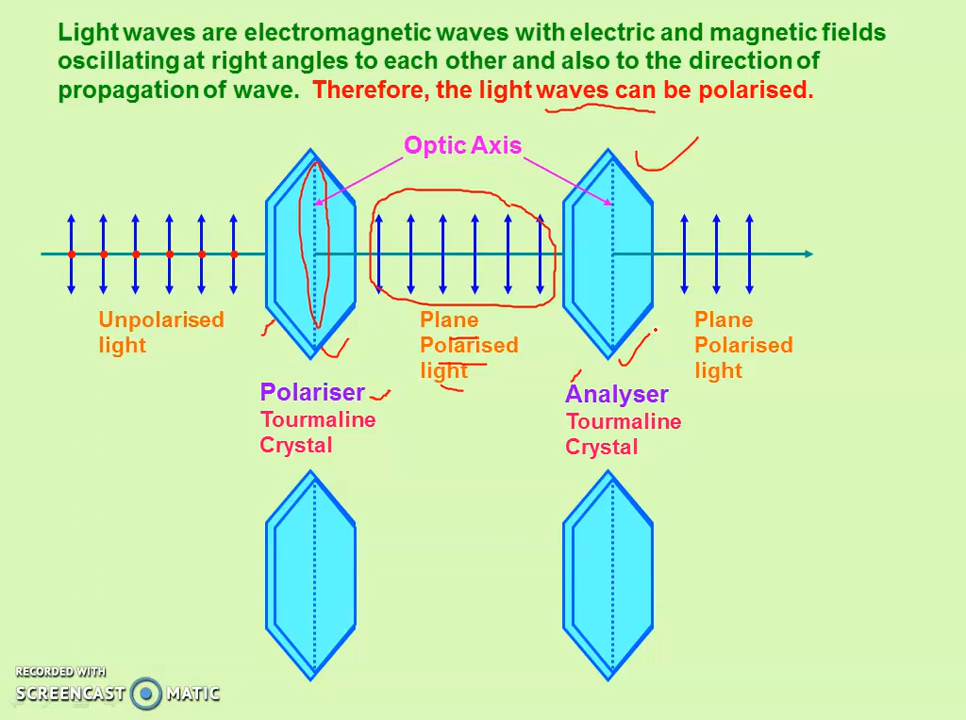 Light waves are electromagnetic waves with electric and magnetic fields
oscillating at right angles to each other and also to the direction of
propagation of wave. Therefore, the light waves can be polarised.
Optic Axis
Unpolarised
light
Plane
Polarised
light
Plane
Polarised
light
Polariser
Tourmaline
Crystal
Analyser
Tourmaline
Crystal
RECORDED WITH
SCREENCAST MATIC